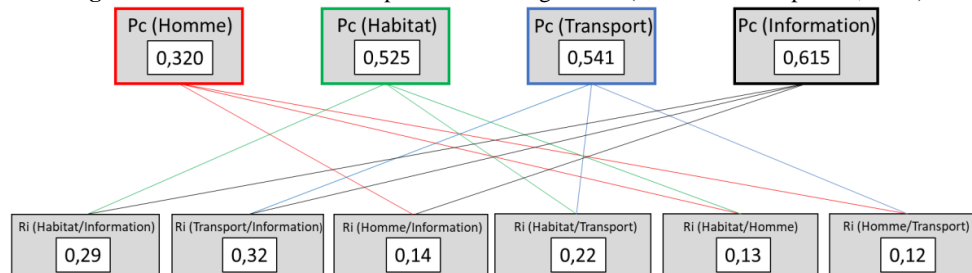 Pc (Homme)
0,320
Pc (Habitat)
0,525
Pc (Transport)
0,541
Pc (Information)
0,615
Ri (Habitat/Information)
0,29
Ri (Transport/Information)
0,32
Ri (Homme/Information)
0,14
Ri (Habitat/Transport)
0,22
Ri (Habitat/Homme)
0,13
Ri (Homme/Transport)
0,12